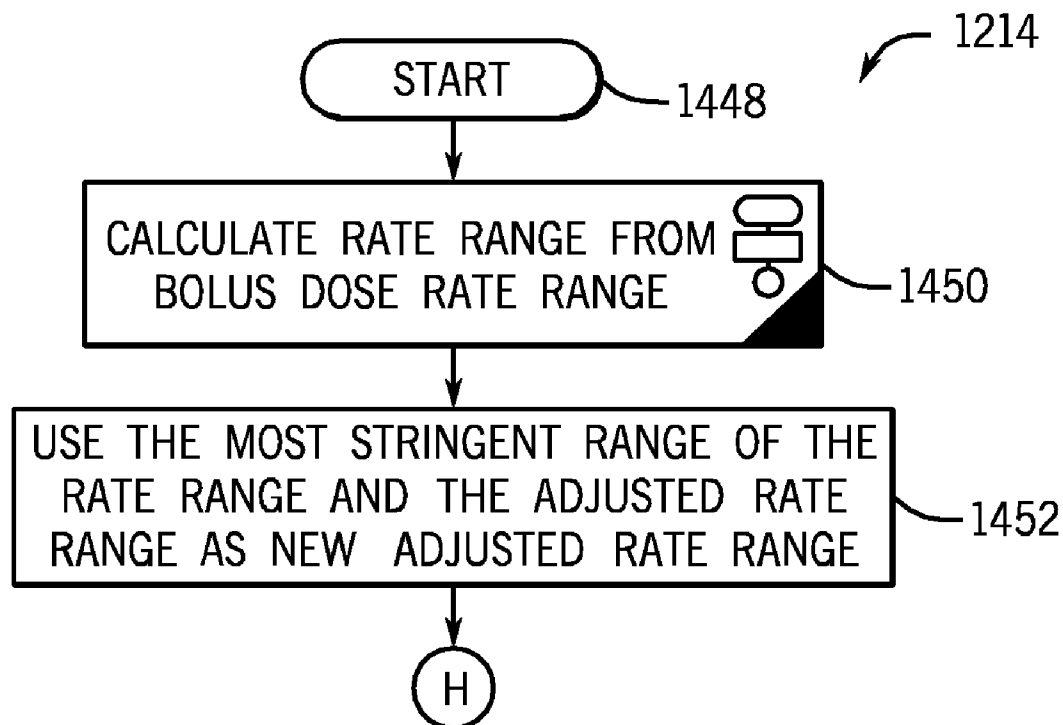 1214
START
1448
CALCULATE RATE RANGE FROM
BOLUS DOSE RATE RANGE
1450
USE THE MOST STRINGENT RANGE OF THE
RATE RANGE AND THE ADJUSTED RATE
RANGE AS NEW ADJUSTED RATE RANGE
1452
H